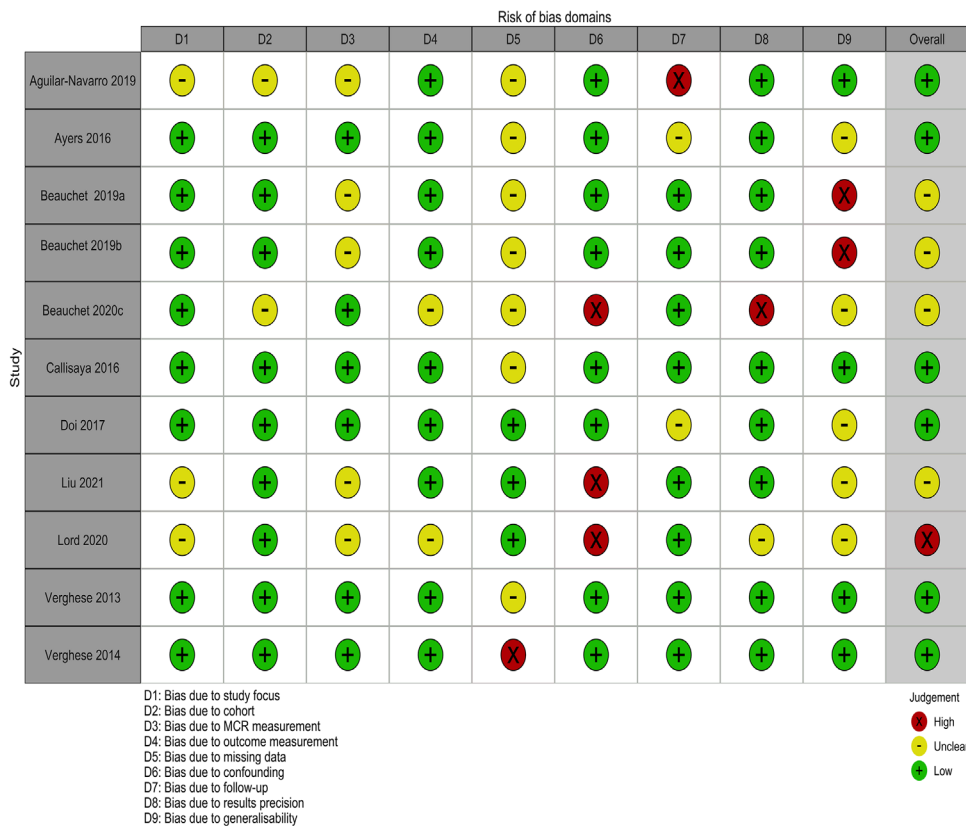 Risk of bias domains
D1 D2 D3 D4 D5 D6 D7 D8 D9 Overall
Study
Aguilar-Navarro 2019 - - - + - + X + + +
Ayers 2016 + + + + - + - + - +
Beauchet 2019a + + - + - + + + X -
Beauchet 2019b + + - + - + + + X -
Beauchet 2020c + - + - - X + X - -
Callisaya 2016 + + + + - + + + + +
Doi 2017 + + + + + + - + - +
Liu 2021 - + - + + X + + - -
Lord 2020 - + - - + X + - - X
Verghese 2013 + + + + - + + + + +
Verghese 2014 + + + + X + + + + +
D1: Bias due to study focus
D2: Bias due to cohort
D3: Bias due to MCR measurement
D4: Bias due to outcome measurement
D5: Bias due to missing data
D6: Bias due to confounding
D7: Bias due to follow-up
D8: Bias due to results precision
D9: Bias due to generalisability
Judgement
X High
- Unclear
+ Low